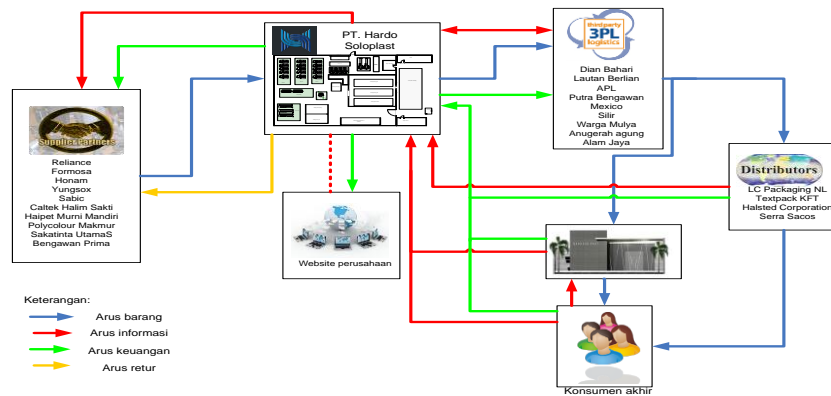 PT. Hardo
Soloplast
third party
3PL
logistics
Dian Bahari
Lautan Berlian
APL
Putra Bengawan
Mexico
Silir
Warga Mulya
Anugerah agung
Alam Jaya
Supplier Partners
Reliance
Formosa
Honam
Yungsox
Sabic
Caltek Halim Sakti
Haipet Murni Mandiri
Polycolour Makmur
Sakatinta UtamaS
Bengawan Prima
Distributors
LC Packaging NL
Textpack KFT
Halsted Corporation
Serra Sacos
Website perusahaan
Keterangan:
Arus barang
Arus informasi
Arus keuangan
Arus retur
Konsumen akhir